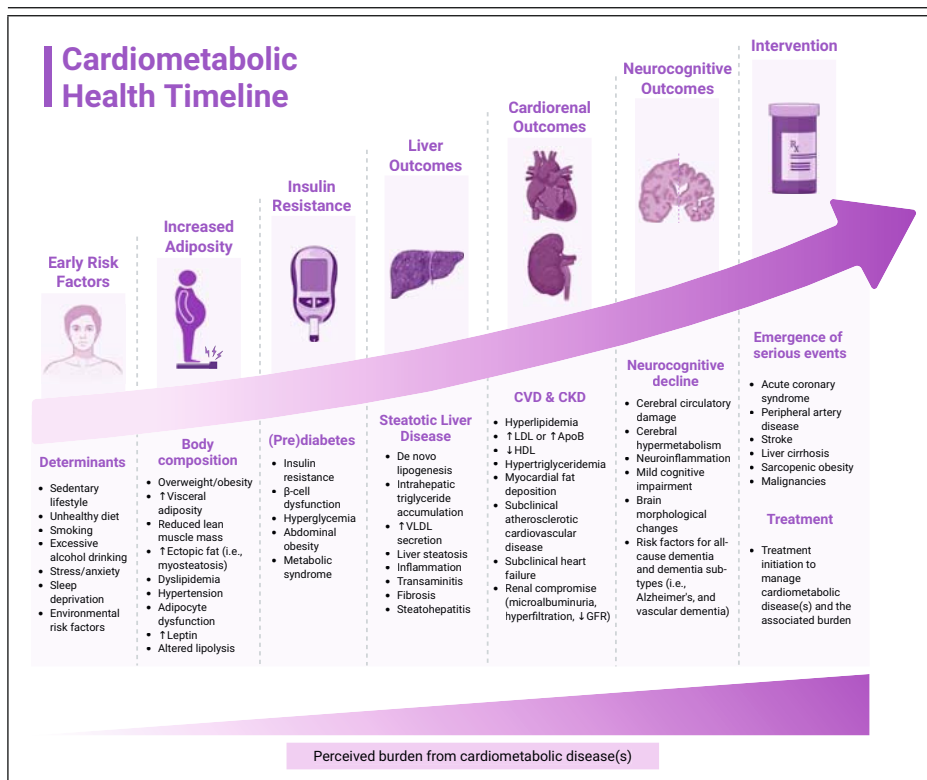 Cardiometabolic
Health Timeline
Early Risk
Factors
Determinants
• Sedentary
lifestyle
• Unhealthy diet
• Smoking
• Excessive
alcohol drinking
• Stress/anxiety
• Sleep
deprivation
• Environmental
risk factors
Increased
Adiposity
Body
composition
• Overweight/obesity
• ↑Visceral
adiposity
• Reduced lean
muscle mass
• ↑Ectopic fat (i.e.,
myosteatosis)
• Dyslipidemia
• Hypertension
• Adipocyte
dysfunction
• ↑Leptin
• Altered lipolysis
Insulin
Resistance
(Pre)diabetes
• Insulin
resistance
• β-cell
dysfunction
• Hyperglycemia
• Abdominal
obesity
• Metabolic
syndrome
Liver
Outcomes
Steatotic Liver
Disease
• De novo
lipogenesis
• Intrahepatic
triglyceride
accumulation
• ↑VLDL
secretion
• Liver steatosis
• Inflammation
• Transaminitis
• Fibrosis
• Steatohepatitis
Cardiorenal
Outcomes
CVD & CKD
• Hyperlipidemia
• ↑LDL or ↑ApoB
• ↓HDL
• Hypertriglyceridemia
• Myocardial fat
deposition
• Subclinical
atherosclerotic
cardiovascular
disease
• Subclinical heart
failure
• Renal compromise
(microalbuminuria,
hyperfiltration, ↓GFR)
Neurocognitive
Outcomes
Neurocognitive
decline
• Cerebral circulatory
damage
• Cerebral
hypermetabolism
• Neuroinflammation
• Mild cognitive
impairment
• Brain
morphological
changes
• Risk factors for all-
cause dementia
and dementia sub-
types (i.e.,
Alzheimer's, and
vascular dementia)
Intervention
Rx
Emergence of
serious events
• Acute coronary
syndrome
• Peripheral artery
disease
• Stroke
• Liver cirrhosis
• Sarcopenic obesity
• Malignancies
Treatment
• Treatment
initiation to
manage
cardiometabolic
disease(s) and the
associated burden
Perceived burden from cardiometabolic disease(s)